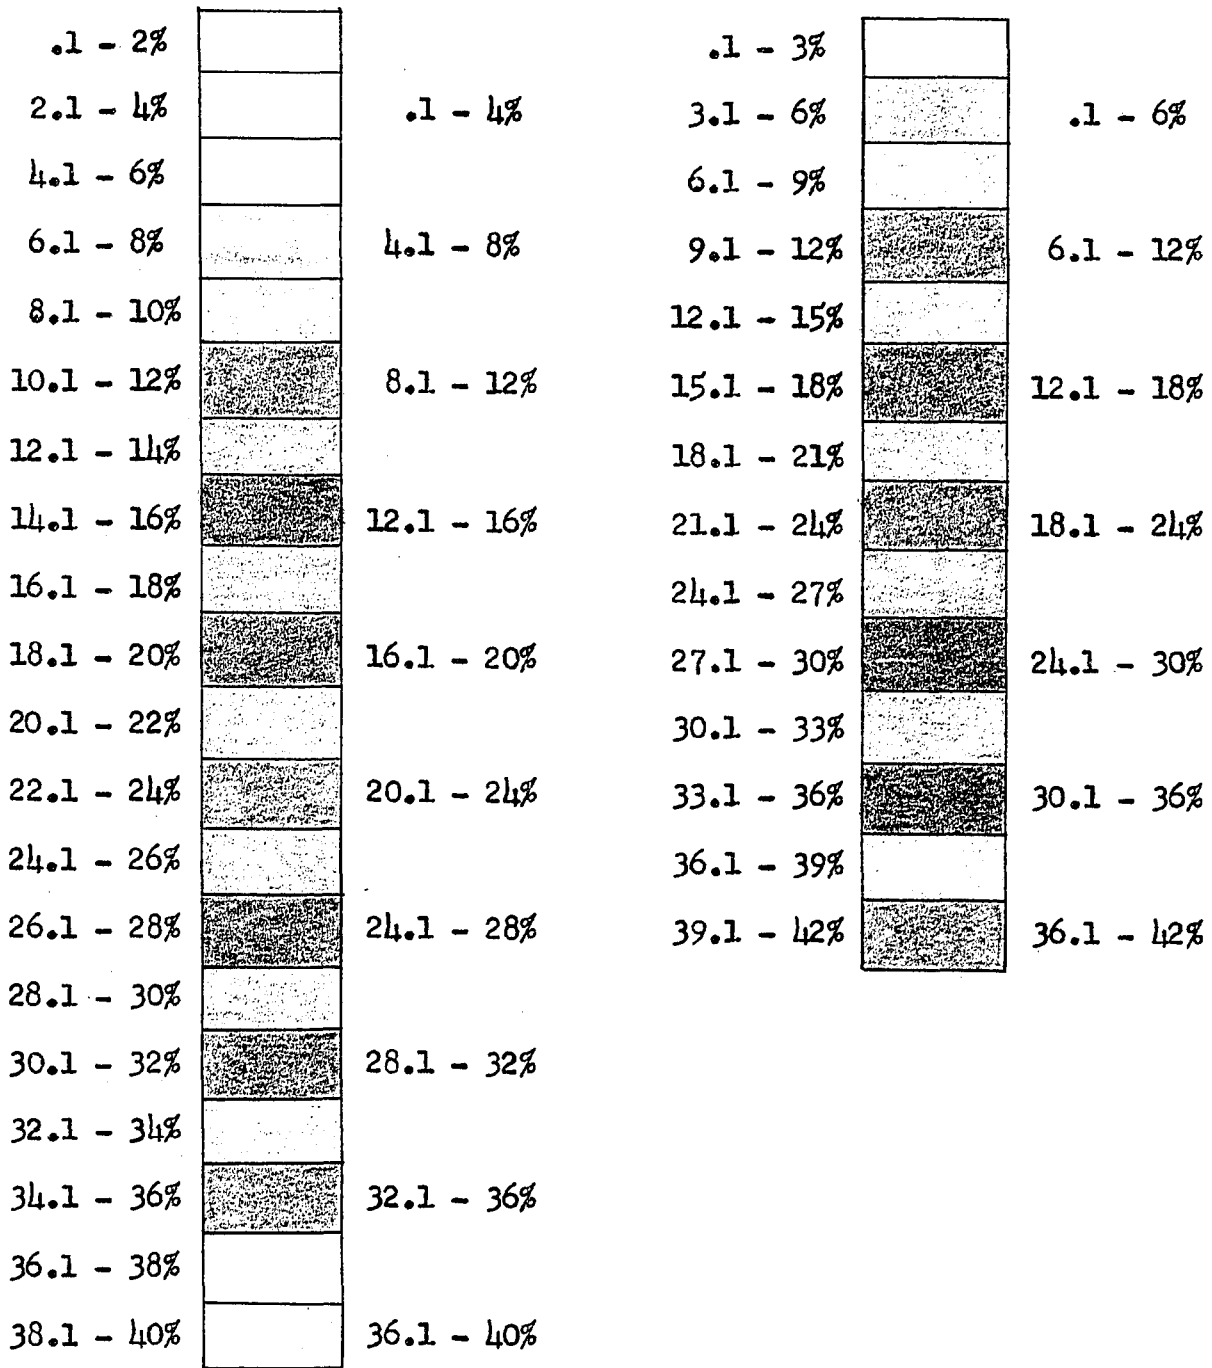 .1 - 2%
2.1 - 4%
4.1 - 6%
6.1 - 8%
8.1 - 10%
10.1 - 12%
12.1 - 14%
14.1 - 16%
16.1 - 18%
18.1 - 20%
20.1 - 22%
22.1 - 24%
24.1 - 26%
26.1 - 28%
28.1 - 30%
30.1 - 32%
32.1 - 34%
34.1 - 36%
36.1 - 38%
38.1 - 40%
.1 - 4%
4.1 - 8%
8.1 - 12%
12.1 - 16%
16.1 - 20%
20.1 - 24%
24.1 - 28%
28.1 - 32%
32.1 - 36%
36.1 - 40%
.1 - 3%
3.1 - 6%
6.1 - 9%
9.1 - 12%
12.1 - 15%
15.1 - 18%
18.1 - 21%
21.1 - 24%
24.1 - 27%
27.1 - 30%
30.1 - 33%
33.1 - 36%
36.1 - 39%
39.1 - 42%
.1 - 6%
6.1 - 12%
12.1 - 18%
18.1 - 24%
24.1 - 30%
30.1 - 36%
36.1 - 42%